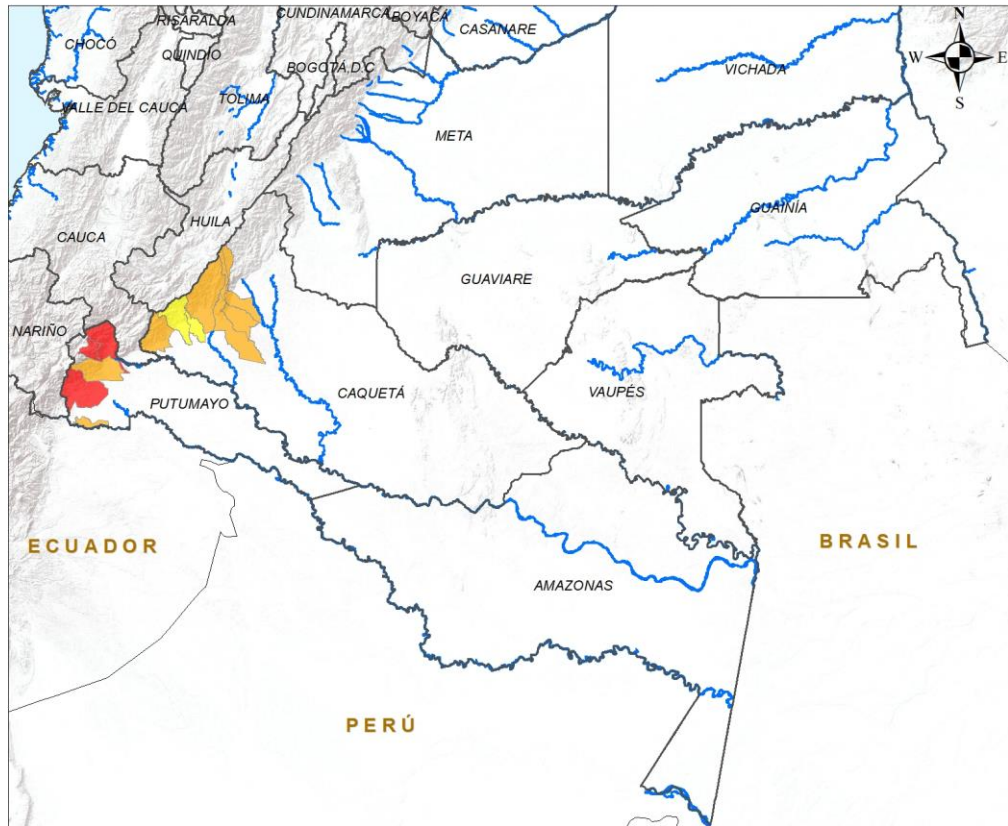 RISARALDA
CUNDINAMARCA
BOYACÁ
CASANARE
N
CHOCÓ
QUINDIO
BOGOTÁ D.C
W
E
VICHADA
VALLE DEL CAUCA
TOLIMA
S
META
GUAINÍA
HUILA
CAUCA
GUAVIARE
NARIÑO
CAQUETÁ
VAUPÉS
PUTUMAYO
ECUADOR
BRASIL
AMAZONAS
PERÚ